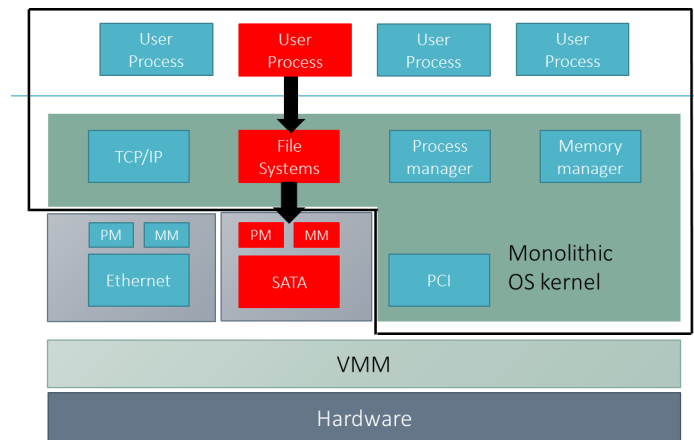 User
Process
User
Process
User
Process
User
Process
TCP/IP
File
Systems
Process
manager
Memory
manager
PM
MM
PM
MM
Ethernet
SATA
PCI
Monolithic
OS kernel
VMM
Hardware